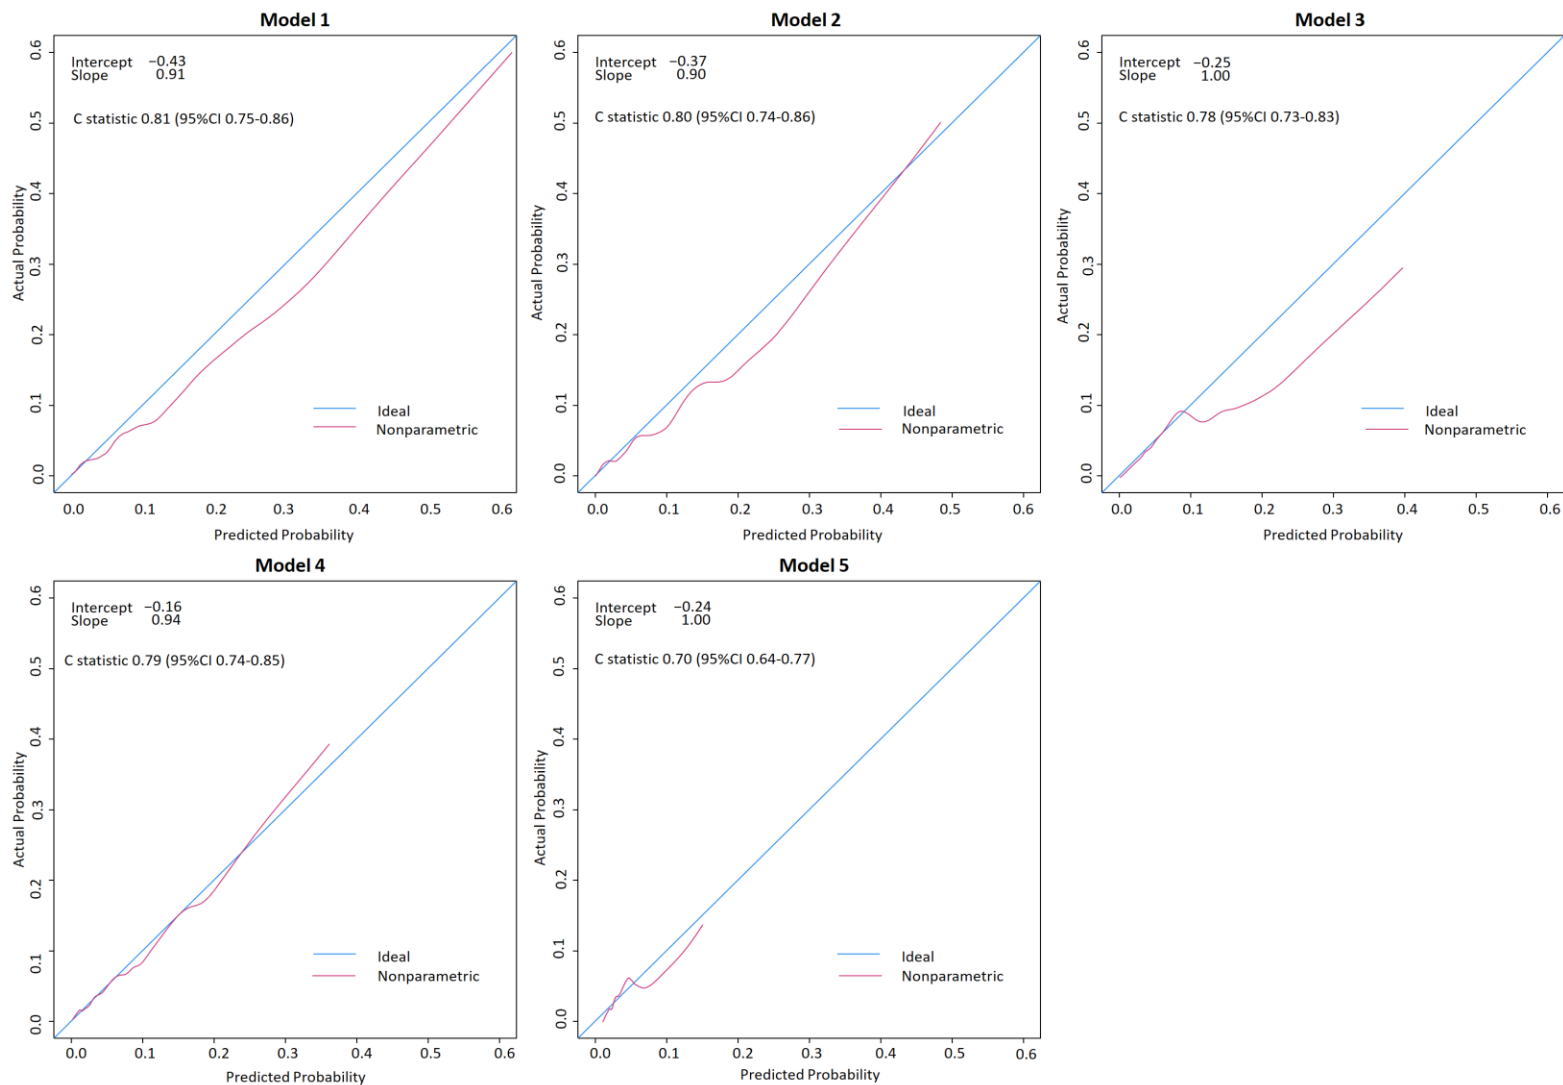 Model 1
Intercept −0.43
Slope 0.91
C statistic 0.81 (95%CI 0.75-0.86)
Actual Probability
0.6
0.5
0.4
0.3
0.2
0.1
0.0
Ideal
Nonparametric
0.0 0.1 0.2 0.3 0.4 0.5 0.6
Predicted Probability
Model 2
Intercept −0.37
Slope 0.90
C statistic 0.80 (95%CI 0.74-0.86)
Actual Probability
0.6
0.5
0.4
0.3
0.2
0.1
0.0
Ideal
Nonparametric
0.0 0.1 0.2 0.3 0.4 0.5 0.6
Predicted Probability
Model 3
Intercept −0.25
Slope 1.00
C statistic 0.78 (95%CI 0.73-0.83)
Actual Probability
0.6
0.5
0.4
0.3
0.2
0.1
0.0
Ideal
Nonparametric
0.0 0.1 0.2 0.3 0.4 0.5 0.6
Predicted Probability
Model 4
Intercept −0.16
Slope 0.94
C statistic 0.79 (95%CI 0.74-0.85)
Actual Probability
0.6
0.5
0.4
0.3
0.2
0.1
0.0
Ideal
Nonparametric
0.0 0.1 0.2 0.3 0.4 0.5 0.6
Predicted Probability
Model 5
Intercept −0.24
Slope 1.00
C statistic 0.70 (95%CI 0.64-0.77)
Actual Probability
0.6
0.5
0.4
0.3
0.2
0.1
0.0
Ideal
Nonparametric
0.0 0.1 0.2 0.3 0.4 0.5 0.6
Predicted Probability